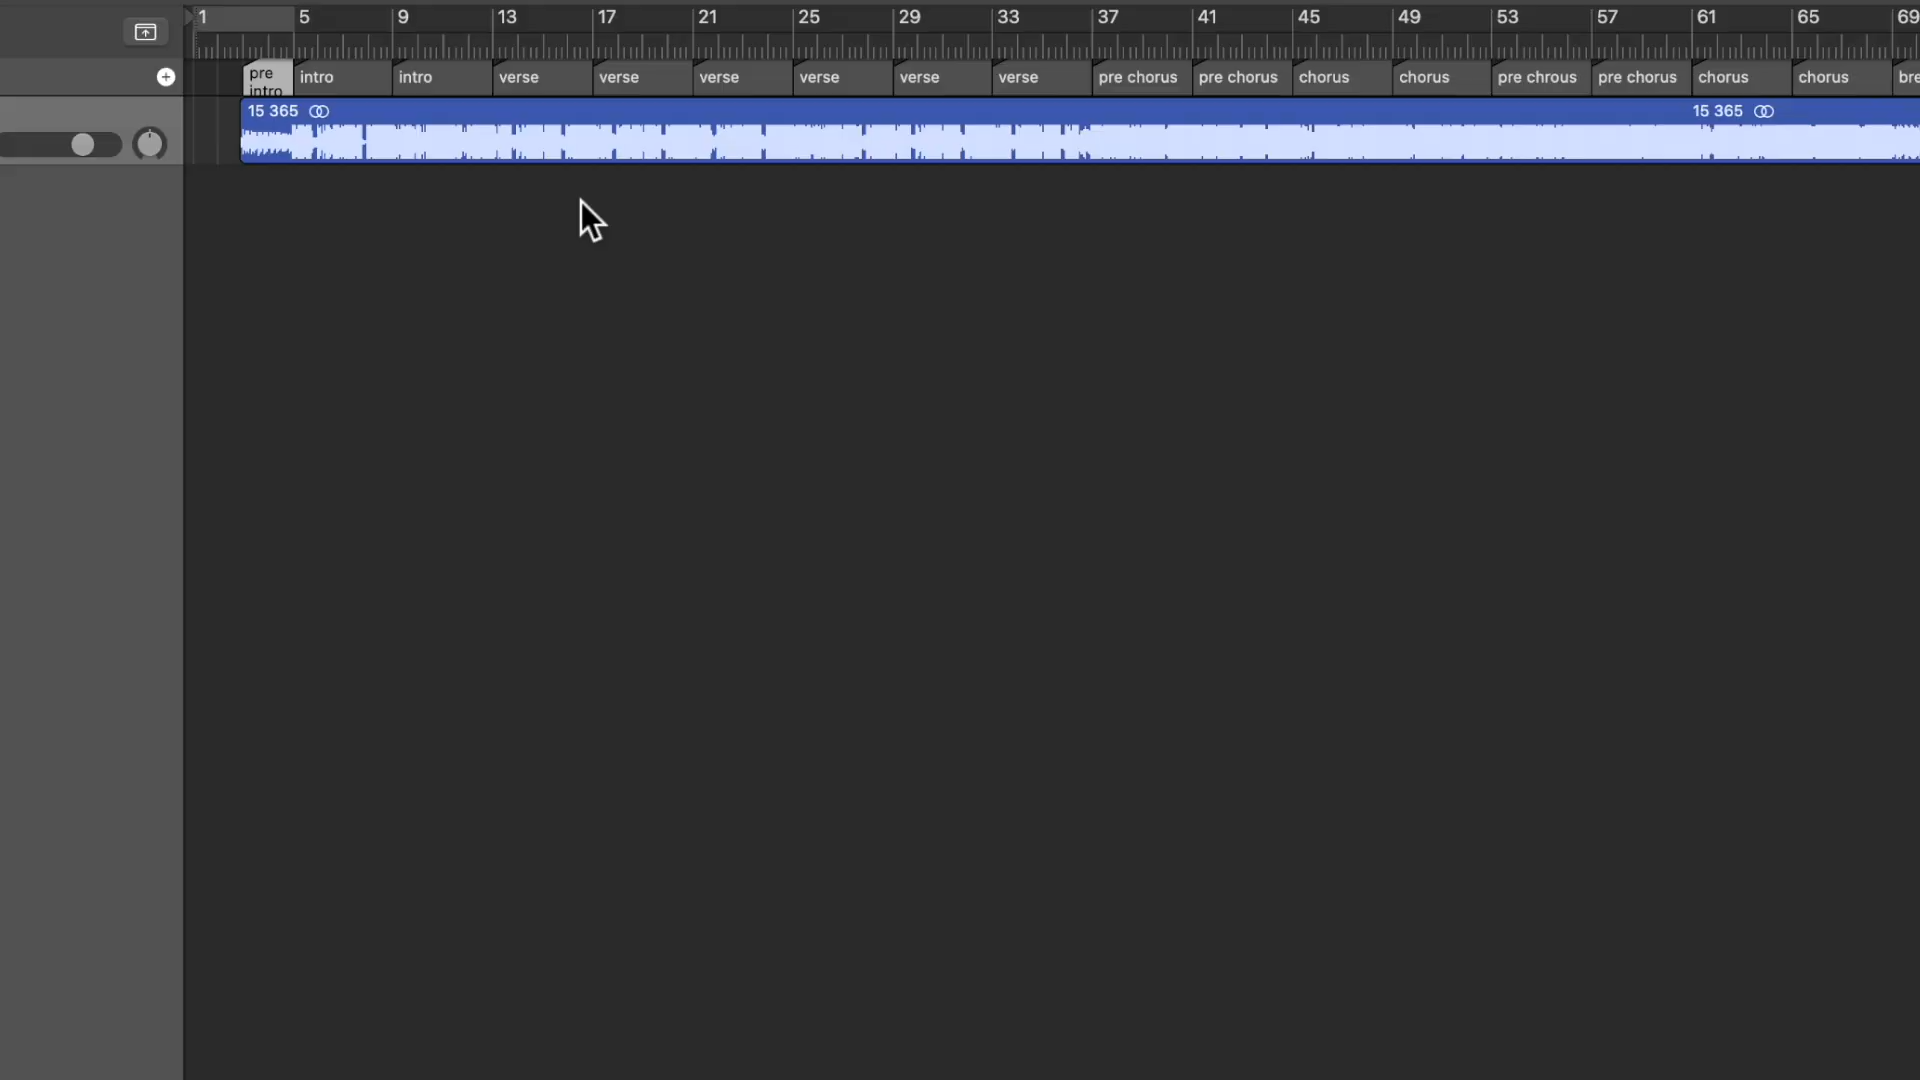 1 5 9 13 17 21 25 29 33 37 41 45 49 53 57 61 65 69
pre intro intro intro verse verse verse verse verse verse pre chorus pre chorus chorus chorus pre chrous pre chorus chorus chorus bre
15 365 15 365